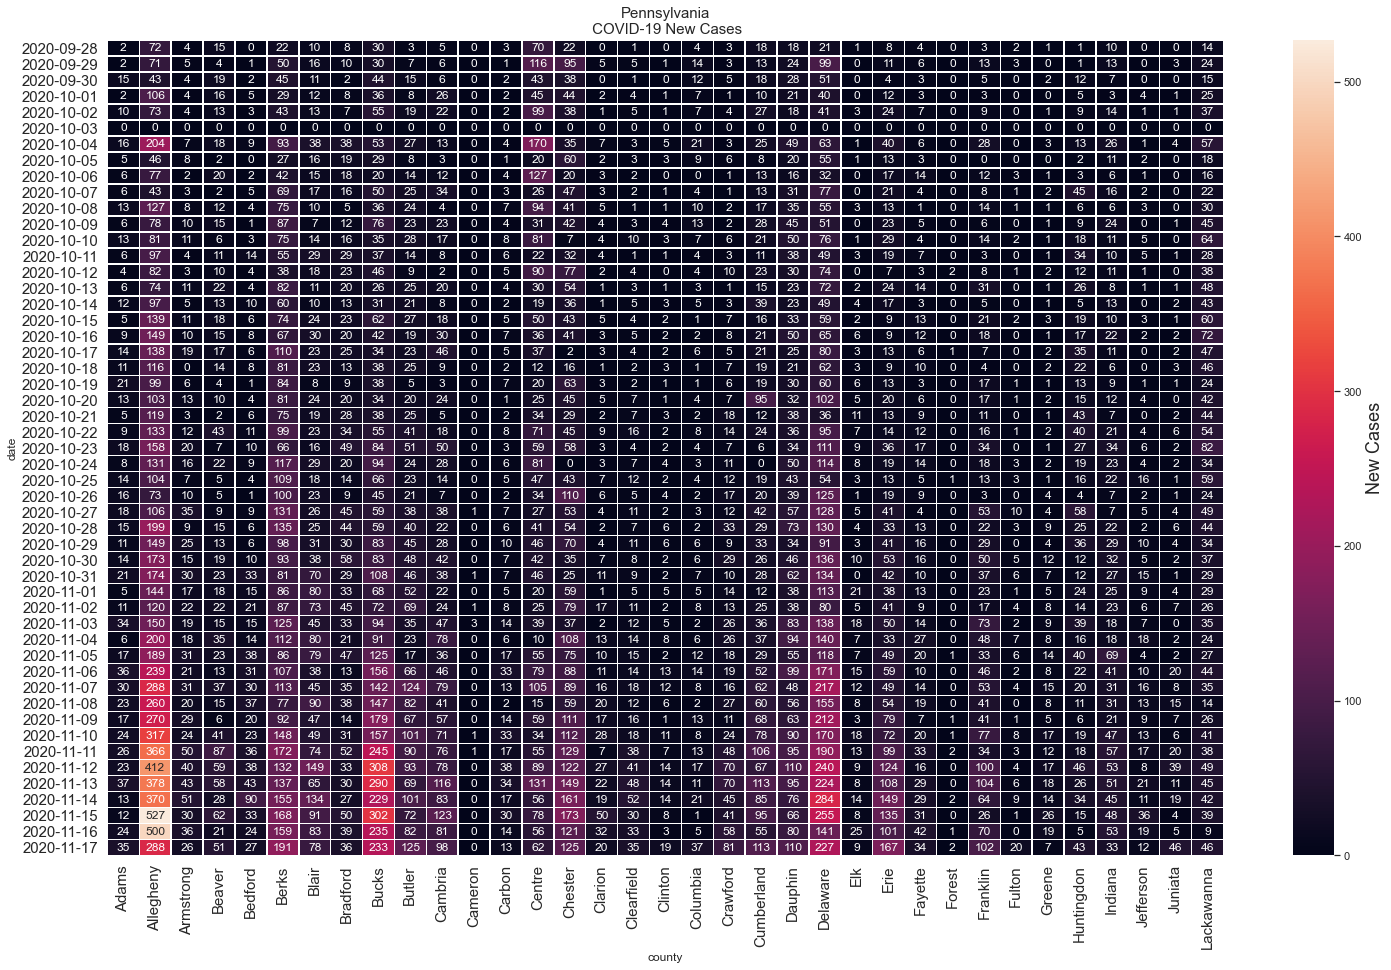 Pennsylvania
COVID-19 New Cases
2020-09-28 2 72 4 15 0 22 10 8 30 3 5 0 3 70 22 0 1 0 4 3 18 18 21 1 8 4 0 3 2 1 1 10 0 0 14
2020-09-29 2 71 5 4 1 50 16 10 30 7 6 0 1 116 95 5 5 1 14 3 13 24 99 0 11 6 0 13 3 0 1 13 0 3 24
2020-09-30 15 43 4 19 2 45 11 2 44 15 6 0 2 43 38 0 1 0 12 5 18 28 51 0 4 3 0 5 0 2 12 7 0 0 15
2020-10-01 2 106 4 16 5 29 12 8 36 8 26 0 2 45 44 2 4 1 7 1 10 21 40 0 12 3 0 3 0 0 5 3 4 1 25
2020-10-02 10 73 4 13 3 43 13 7 55 19 22 0 2 99 38 1 5 1 7 4 27 18 41 3 24 7 0 9 0 1 9 14 1 1 37
2020-10-03 0 0 0 0 0 0 0 0 0 0 0 0 0 0 0 0 0 0 0 0 0 0 0 0 0 0 0 0 0 0 0 0 0 0 0
2020-10-04 16 204 7 18 9 93 38 38 53 27 13 0 4 170 35 7 3 5 21 3 25 49 63 1 40 6 0 28 0 3 13 26 1 4 57
2020-10-05 5 46 8 2 0 27 16 19 29 8 3 0 1 20 60 2 3 3 9 6 8 20 55 1 13 3 0 0 0 0 2 11 2 0 18
2020-10-06 6 77 2 20 2 42 15 18 20 14 12 0 4 127 20 3 2 0 0 1 13 16 32 0 17 14 0 12 3 1 3 6 1 0 16
2020-10-07 6 43 3 2 5 69 17 16 50 25 34 0 3 26 47 3 2 1 4 1 13 31 77 0 21 4 0 8 1 2 45 16 2 0 22
2020-10-08 13 127 8 12 4 75 10 5 36 24 4 0 7 94 41 5 1 1 10 2 17 35 55 3 13 1 0 14 1 1 6 6 3 0 30
2020-10-09 6 78 10 15 1 87 7 12 76 23 23 0 4 31 42 4 3 4 13 2 28 45 51 0 23 5 0 6 0 1 9 24 0 1 45
2020-10-10 13 81 11 6 3 75 14 16 35 28 17 0 8 81 7 4 10 3 7 6 21 50 76 1 29 4 0 14 2 1 18 11 5 0 64
2020-10-11 6 97 4 11 14 55 29 29 37 14 8 0 6 22 32 4 1 1 4 3 11 38 49 3 19 7 0 3 0 1 34 10 5 1 28
2020-10-12 4 82 3 10 4 38 18 23 46 9 2 0 5 90 77 2 4 0 4 10 23 30 74 0 7 3 2 8 1 2 12 11 1 0 38
2020-10-13 6 74 11 22 4 82 11 20 26 25 20 0 4 30 54 1 3 1 3 1 15 23 72 2 24 14 0 31 0 1 26 8 1 1 48
2020-10-14 12 97 5 13 10 60 10 13 31 21 8 0 2 19 36 1 5 3 5 3 39 23 49 4 17 3 0 5 0 1 5 13 0 2 43
2020-10-15 5 139 11 18 6 74 24 23 62 27 18 0 5 50 43 5 4 2 1 7 16 33 59 2 9 13 0 21 2 3 19 10 3 1 60
2020-10-16 9 149 10 15 8 67 30 20 42 19 30 0 7 36 41 3 5 2 2 8 21 50 65 6 9 12 0 18 0 1 17 22 2 2 72
2020-10-17 14 138 19 17 6 110 23 25 34 23 46 0 5 37 2 3 4 2 6 5 21 25 80 3 13 6 1 7 0 2 35 11 0 2 47
2020-10-18 11 116 0 14 8 81 23 13 38 25 9 0 2 12 16 1 2 3 1 7 19 21 62 3 9 10 0 4 0 2 22 6 0 3 46
2020-10-19 21 99 6 4 1 84 8 9 38 5 3 0 7 20 63 2 3 1 1 6 19 30 60 6 13 3 0 17 1 1 13 9 1 1 24
2020-10-20 13 103 13 10 4 81 24 20 34 20 24 0 1 25 45 5 7 1 4 7 95 32 102 5 20 6 0 17 1 2 15 12 4 0 42
2020-10-21 5 119 3 2 6 75 19 28 38 25 5 0 2 34 29 2 7 3 2 18 12 38 36 11 13 9 0 11 0 1 43 7 0 2 44
2020-10-22 9 133 12 43 11 99 23 34 55 41 18 0 8 71 45 9 16 2 8 14 24 36 95 7 14 12 0 16 1 2 40 21 4 6 54
2020-10-23 18 158 20 7 10 66 16 49 84 51 50 0 3 59 58 3 4 2 4 7 6 34 111 9 36 17 0 34 0 1 27 34 6 2 82
2020-10-24 8 131 16 22 9 117 29 20 94 24 28 0 6 81 0 3 7 4 3 11 0 50 114 8 19 14 0 18 3 2 19 23 4 2 34
2020-10-25 14 104 7 5 4 109 18 14 66 23 14 0 5 47 43 7 12 2 4 12 19 43 54 3 13 5 1 13 3 1 16 22 16 1 59
2020-10-26 16 73 10 5 1 100 23 9 45 21 7 0 2 34 110 6 5 4 2 17 20 39 125 1 19 9 0 3 0 4 4 7 2 1 24
2020-10-27 18 106 35 9 9 131 26 45 59 38 38 1 7 27 53 4 11 2 3 12 42 57 128 5 41 4 0 53 10 4 58 7 5 4 49
2020-10-28 15 199 9 15 6 135 25 44 59 40 22 0 6 41 54 2 7 6 2 33 29 73 130 4 33 13 0 22 3 9 25 22 2 6 44
2020-10-29 11 149 25 13 6 98 31 30 83 45 28 0 10 46 70 4 11 6 6 9 33 34 91 3 41 16 0 29 0 4 36 29 10 4 34
2020-10-30 14 173 15 19 10 93 38 58 83 48 42 0 7 42 35 7 8 2 6 29 26 46 136 10 53 16 0 50 5 12 12 32 5 2 37
2020-10-31 21 174 30 23 33 81 70 29 108 46 38 1 7 46 25 11 9 2 7 10 28 62 134 0 42 10 0 37 6 7 12 27 15 1 29
2020-11-01 5 144 17 18 15 86 80 33 68 52 22 0 5 20 59 1 5 5 5 14 12 38 113 21 38 13 0 23 1 5 24 25 9 4 29
2020-11-02 11 120 22 22 21 87 73 45 72 69 24 1 8 25 79 17 11 2 8 13 25 38 80 5 41 9 0 17 4 8 14 23 6 7 26
2020-11-03 34 150 19 15 15 125 45 33 94 35 47 3 14 39 37 2 12 5 2 26 36 83 138 18 50 14 0 73 2 9 39 18 7 0 35
2020-11-04 6 200 18 35 14 112 80 21 91 23 78 0 6 10 108 13 14 8 6 26 37 94 140 7 33 27 0 48 7 8 16 18 18 2 24
2020-11-05 17 189 31 23 38 86 79 47 125 17 36 0 17 55 75 10 15 2 12 18 29 55 118 7 49 20 1 33 6 14 40 69 4 2 27
2020-11-06 36 239 21 13 31 107 38 13 156 66 46 0 33 79 88 11 14 13 14 19 52 99 171 15 59 10 0 46 2 8 22 41 10 20 44
2020-11-07 30 288 31 37 30 113 45 35 142 124 79 0 13 105 89 16 18 12 8 16 62 48 217 12 49 14 0 53 4 15 20 31 16 8 35
2020-11-08 23 260 20 15 37 77 90 38 147 82 41 0 2 15 59 20 12 6 2 27 60 56 155 8 54 19 0 41 0 8 11 31 13 15 14
2020-11-09 17 270 29 6 20 92 47 14 179 67 57 0 14 59 111 17 16 1 13 11 68 63 212 3 79 7 1 41 1 5 6 21 9 7 26
2020-11-10 24 317 24 41 23 148 34 21 157 101 71 1 33 34 112 28 18 11 8 24 78 90 170 18 72 20 1 77 8 17 19 47 13 6 41
2020-11-11 26 366 50 87 36 172 74 52 245 90 76 1 17 55 129 7 38 7 13 48 106 95 190 13 99 33 2 34 3 12 18 57 17 20 38
2020-11-12 23 412 40 59 38 132 149 33 308 93 78 0 38 89 122 27 41 14 17 70 67 110 240 6 124 16 0 100 4 17 46 53 8 39 49
2020-11-13 37 378 43 58 43 137 65 30 290 69 116 0 34 131 149 22 48 14 11 70 113 95 224 8 108 29 0 104 6 18 26 51 21 11 45
2020-11-14 13 370 51 28 90 155 134 27 229 101 83 0 17 56 161 19 52 14 21 45 85 76 284 14 149 29 2 64 9 14 34 45 11 19 42
2020-11-15 12 527 30 62 33 168 91 50 302 72 123 0 30 78 173 50 30 8 1 41 95 66 255 8 135 31 0 26 1 26 15 48 36 4 39
2020-11-16 24 500 36 21 24 159 83 39 235 82 81 0 14 56 121 32 33 3 5 58 55 80 141 25 101 42 1 70 0 19 5 53 19 5 9
2020-11-17 35 288 26 51 27 191 78 36 233 125 98 0 13 62 125 20 35 19 37 81 113 110 227 9 167 34 2 102 20 7 43 33 12 46 46
date
Adams Allegheny Armstrong Beaver Bedford Berks Blair Bradford Bucks Butler Cambria Cameron Carbon Centre Chester Clarion Clearfield Clinton Columbia Crawford Cumberland Dauphin Delaware Elk Erie Fayette Forest Franklin Fulton Greene Huntingdon Indiana Jefferson Juniata Lackawanna
county
500
400
300
200
100
0
New Cases